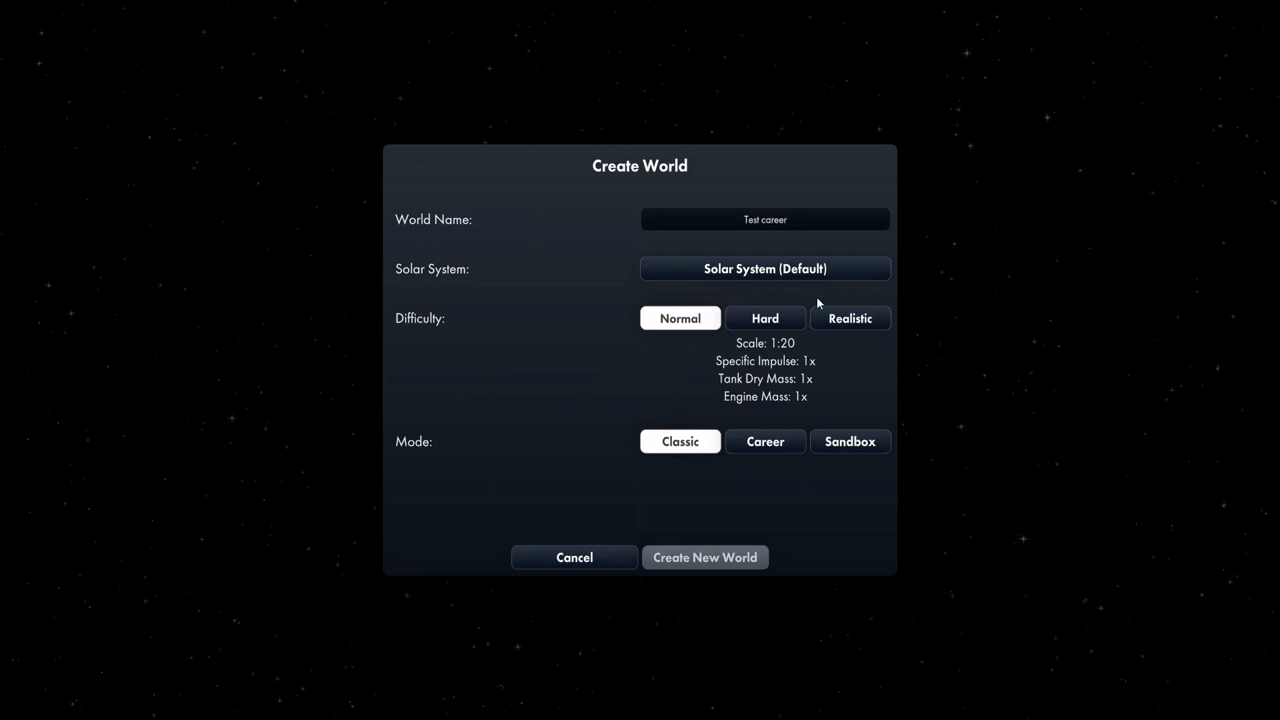 Create World
World Name: Test career
Solar System: Solar System (Default)
Difficulty: Normal Hard Realistic
Scale: 1:20
Specific Impulse: 1x
Tank Dry Mass: 1x
Engine Mass: 1x
Mode: Classic Career Sandbox
Cancel Create New World